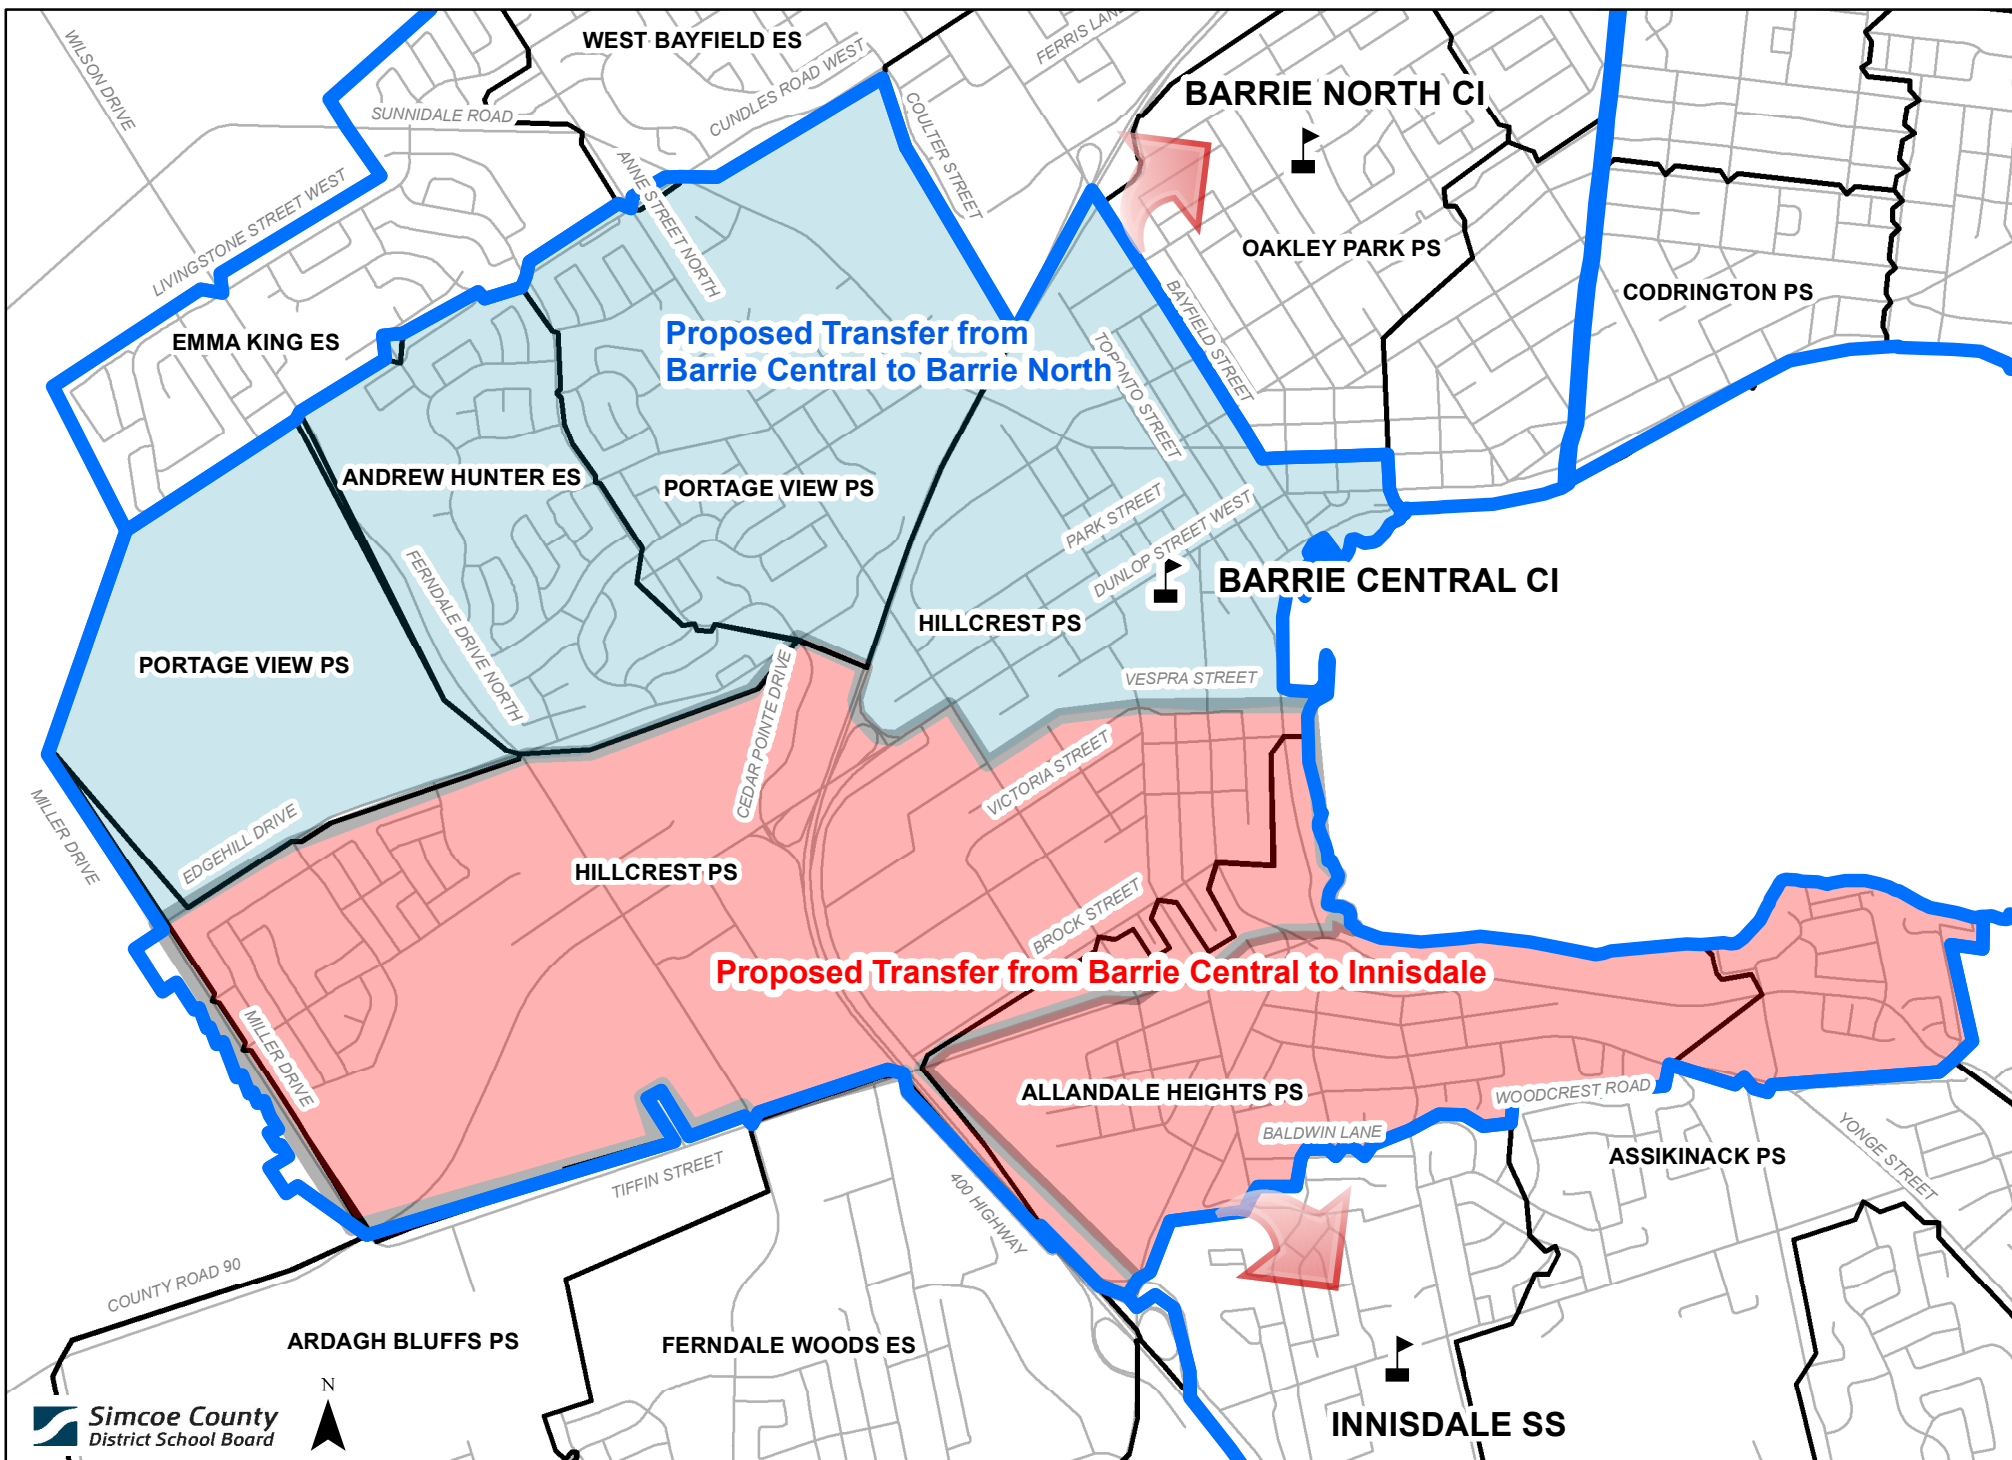 WEST BAYFIELD ES
WILSON DRIVE
FERRIS LANE
CUNDLES ROAD WEST
SUNNIDALE ROAD
COULTER STREET
BARRIE NORTH CI
ANNE STREET NORTH
LIVINGSTONE STREET WEST
OAKLEY PARK PS
CODRINGTON PS
EMMA KING ES
BAYFIELD STREET
Proposed Transfer from
Barrie Central to Barrie North
TORONTO STREET
ANDREW HUNTER ES
PORTAGE VIEW PS
PARK STREET
DUNLOP STREET WEST
BARRIE CENTRAL CI
FERNDALE DRIVE NORTH
HILLCREST PS
PORTAGE VIEW PS
VESPRA STREET
CEDAR POINTE DRIVE
VICTORIA STREET
MILLER DRIVE
EDGEHILL DRIVE
HILLCREST PS
BROCK STREET
Proposed Transfer from Barrie Central to Innisdale
MILLER DRIVE
ALLANDALE HEIGHTS PS
WOODCREST ROAD
BALDWIN LANE
ASSIKINACK PS
YONGE STREET
TIFFIN STREET
400 HIGHWAY
COUNTY ROAD 90
ARDAGH BLUFFS PS
FERNDALE WOODS ES
N
Simcoe County
District School Board
INNISDALE SS